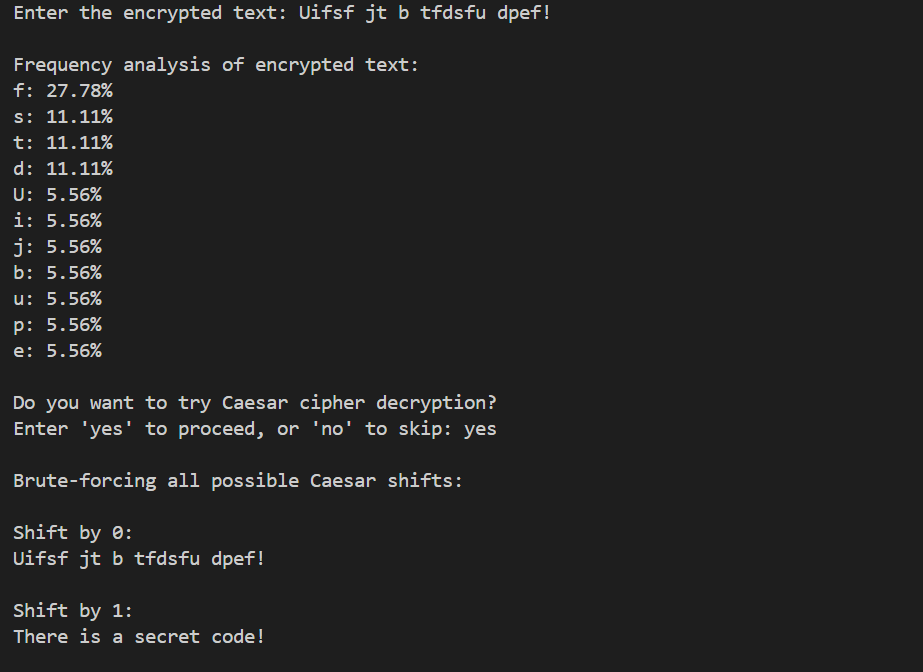 Enter the encrypted text: Uifsf jt b tfdsfu dpef!
Frequency analysis of encrypted text:
f: 27.78%
s: 11.11%
t: 11.11%
d: 11.11%
U: 5.56%
i: 5.56%
j: 5.56%
b: 5.56%
u: 5.56%
p: 5.56%
e: 5.56%
Do you want to try Caesar cipher decryption?
Enter 'yes' to proceed, or 'no' to skip: yes
Brute-forcing all possible Caesar shifts:
Shift by 0:
Uifsf jt b tfdsfu dpef!
Shift by 1:
There is a secret code!